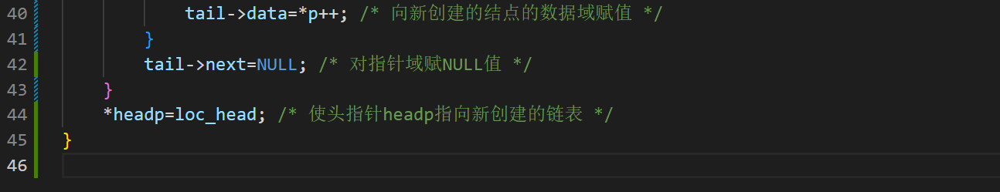 40 tail->data=*p++; /* 向新创建的结点的数据域赋值 */
41 }
42 tail->next=NULL; /* 对指针域赋NULL值 */
43 }
44 *headp=loc_head; /* 使头指针headp指向新创建的链表 */
45 }
46